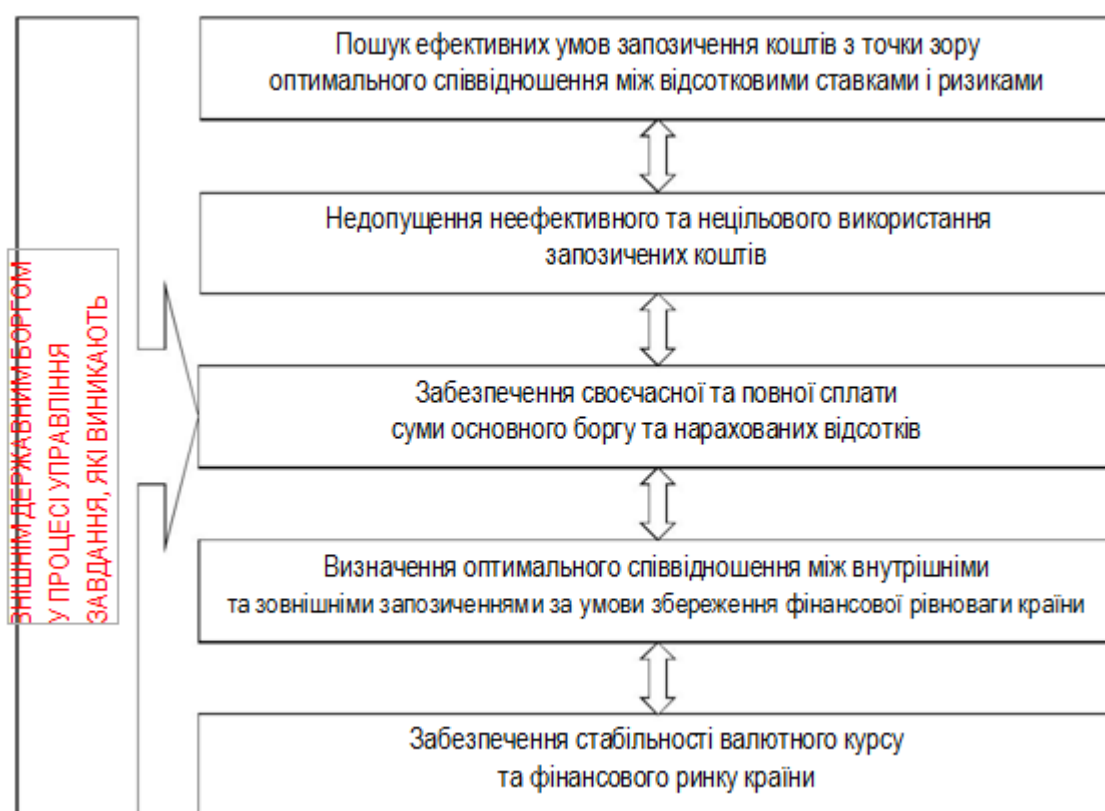 ВНІШНІМ ДЕРЖАВНИМ БОРГОМ
У ПРОЦЕСІ УПРАВЛІННЯ
ЗАВДАННЯ, ЯКІ ВИНИКАЮТЬ
Пошук ефективних умов запозичення коштів з точки зору
оптимального співвідношення між відсотковими ставками і ризиками
Недопущення неефективного та нецільового використання
запозичених коштів
Забезпечення своєчасної та повної сплати
суми основного боргу та нарахованих відсотків
Визначення оптимального співвідношення між внутрішніми
та зовнішніми запозиченнями за умови збереження фінансової рівноваги країни
Забезпечення стабільності валютного курсу
та фінансового ринку країни